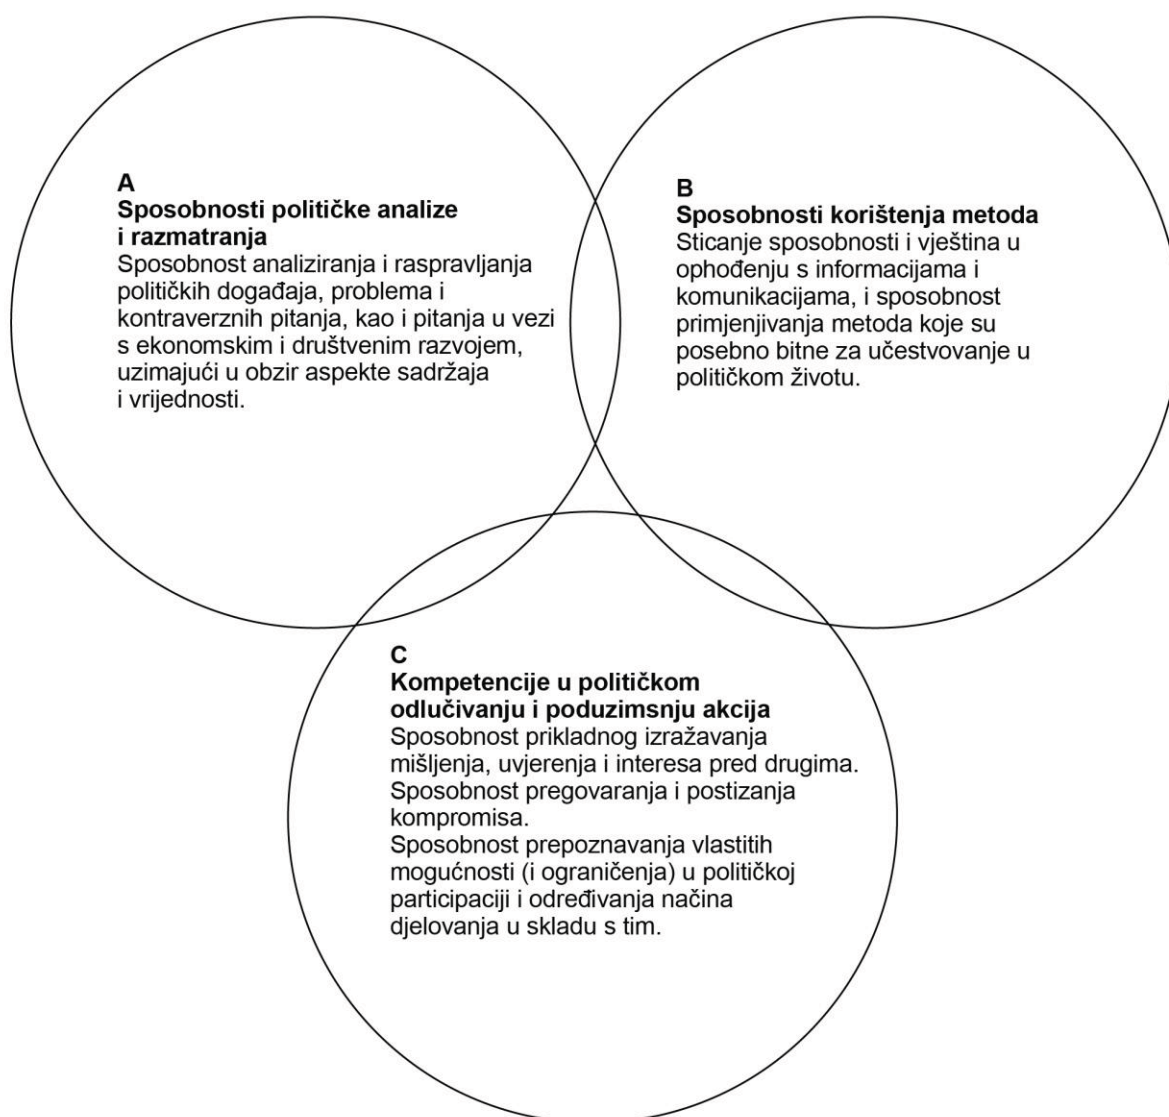 A
Sposobnosti političke analize
i razmatranja
Sposobnost analiziranja i raspravljanja
političkih događaja, problema i
kontraverznih pitanja, kao i pitanja u vezi
s ekonomskim i društvenim razvojem,
uzimajući u obzir aspekte sadržaja
i vrijednosti.
B
Sposobnosti korištenja metoda
Sticanje sposobnosti i vještina u
ophođenju s informacijama i
komunikacijama, i sposobnost
primjenjivanja metoda koje su
posebno bitne za učestvovanje u
političkom životu.
C
Kompetencije u političkom
odlučivanju i poduzimsnju akcija
Sposobnost prikladnog izražavanja
mišljenja, uvjerenja i interesa pred drugima.
Sposobnost pregovaranja i postizanja
kompromisa.
Sposobnost prepoznavanja vlastitih
mogućnosti (i ograničenja) u političkoj
participaciji i određivanja načina
djelovanja u skladu s tim.